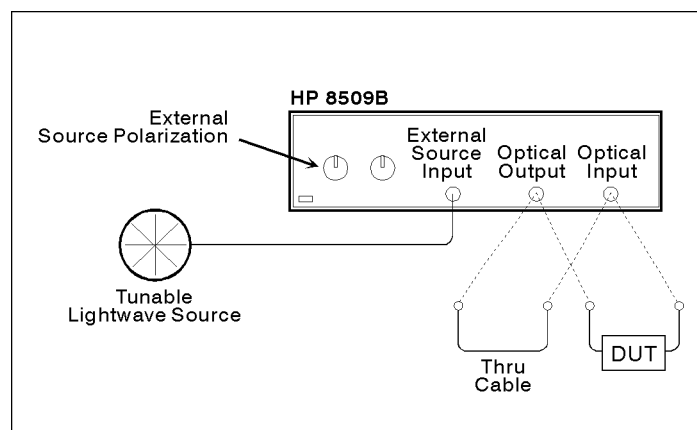 HP 8509B
External
Source Polarization
External
Source
Input
Optical
Output
Optical
Input
Tunable
Lightwave Source
Thru
Cable
DUT